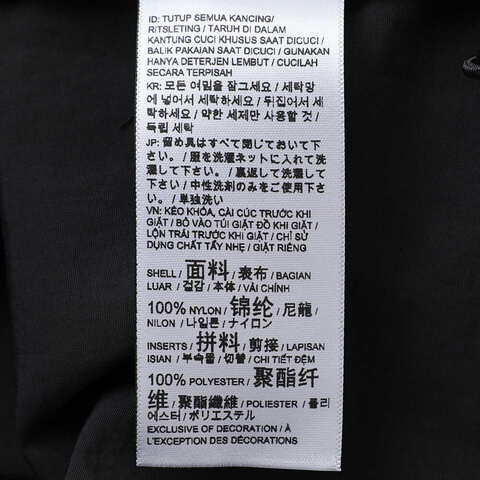 ID: TUTUP SEMUA KANCING/
RITSLETING / TARUH DI DALAM
KANTUNG CUCI KHUSUS SAAT DICUCI /
BALIK PAKAIAN SAAT DICUCI / GUNAKAN
HANYA DETERJEN LEMBUT / CUCILAH
SECARA TERPISAH
KR: 모든 여밈을 잠그세요 / 세탁망
에 넣어서 세탁하세요 / 뒤집어서 세
탁하세요 / 약한 세제만 사용할 것 /
독립 세탁
JP: 留め具はすべて閉じておいて下
さい。/ 服を洗濯ネットに入れて洗
濯して下さい。/ 裏返して洗濯して
下さい / 中性洗剤のみをご使用下さ
い。/ 単独洗い
VN: KÉO KHÓA, CÀI CÚC TRƯỚC KHI
GIẶT / BỎ VÀO TÚI GIẶT ĐỒ KHI GIẶT /
LỘN TRÁI TRƯỚC KHI GIẶT / CHỈ SỬ
DỤNG CHẤT TẨY NHẸ / GIẶT RIÊNG
SHELL / 面料 / 表布 / BAGIAN
LUAR / 겉감 / 本体 / VẢI CHÍNH
100% NYLON / 锦纶 / 尼龍 /
NILON / 나일론 / ナイロン
INSERTS / 拼料 / 剪接 / LAPISAN
ISIAN / 부속물 / 切替 / CHI TIẾT ĐỆM
100% POLYESTER / 聚酯纤
维 / 聚酯纖維 / POLIESTER / 폴리
에스터 / ポリエステル
EXCLUSIVE OF DECORATION / À
L'EXCEPTION DES DÉCORATIONS